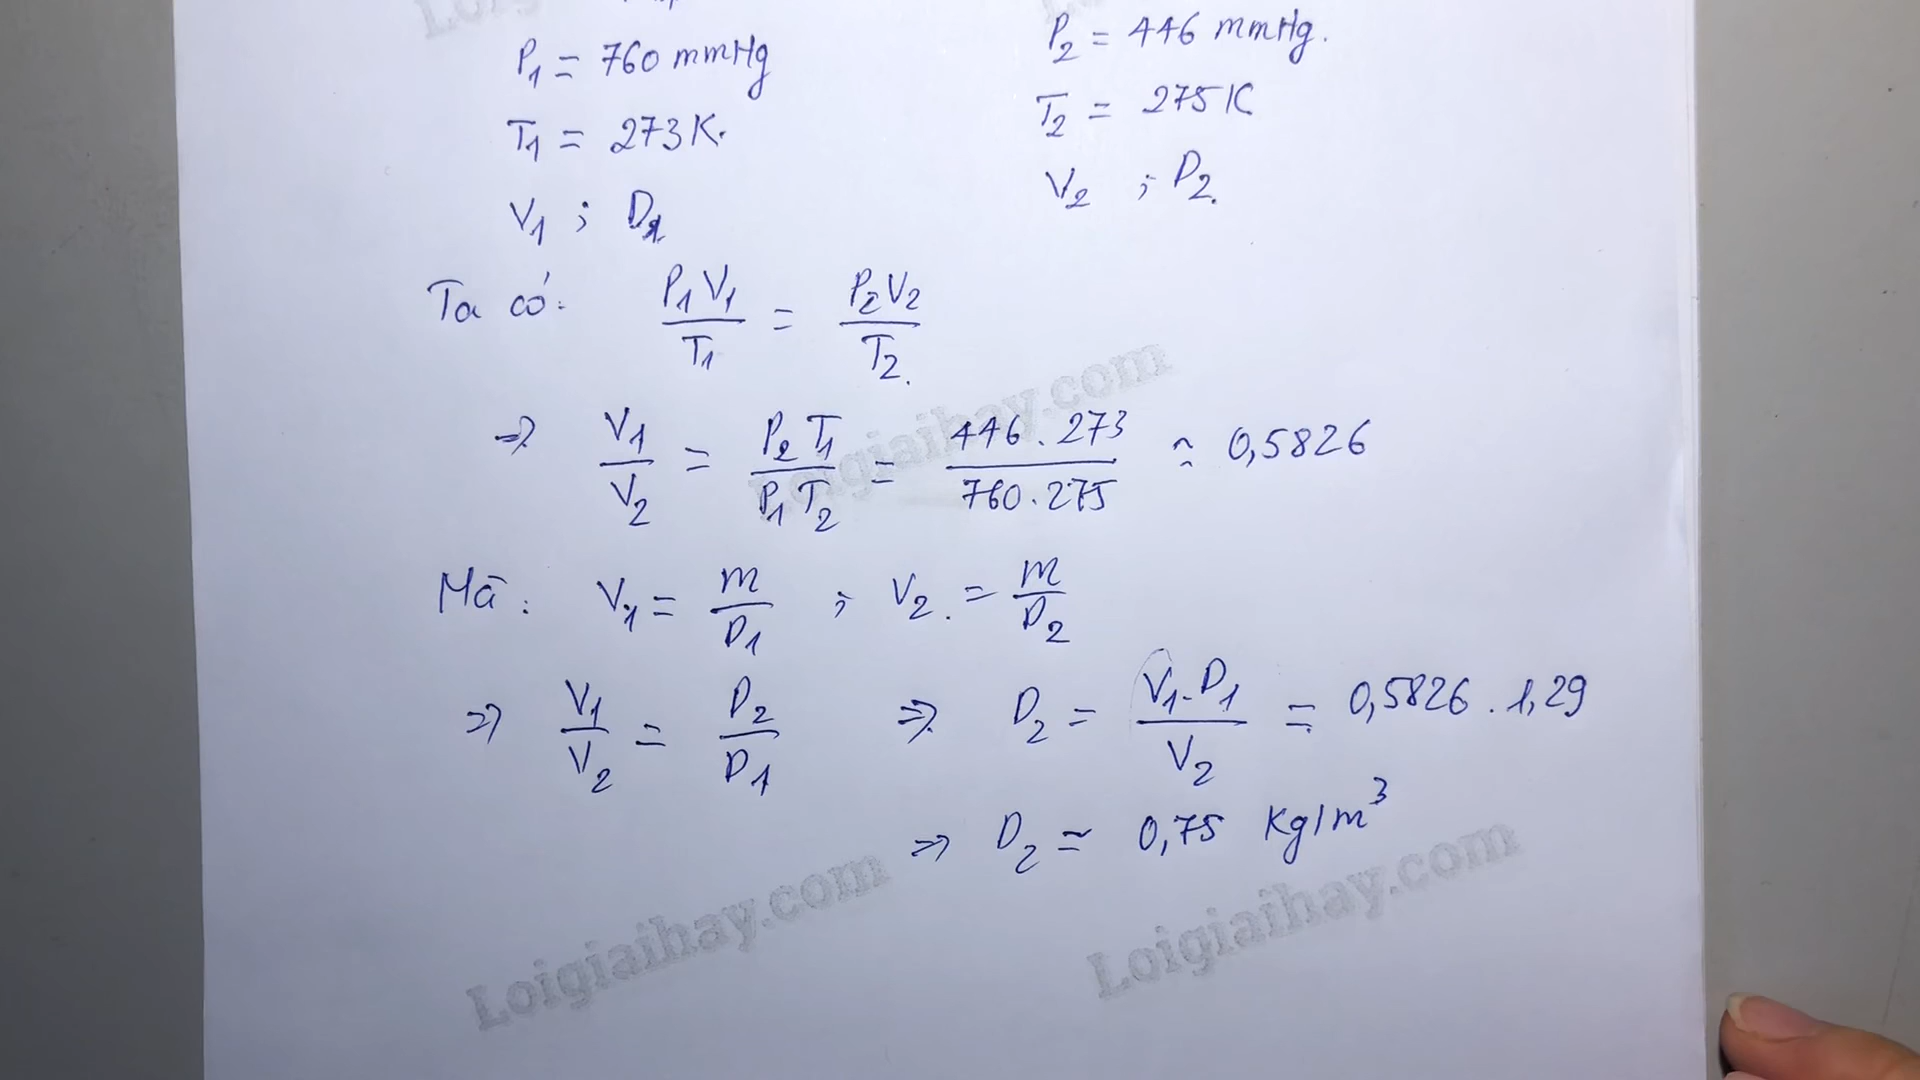 P1 = 760 mmHg    P2 = 446 mmHg.
T1 = 273K.    T2 = 275K
V1 ; D1    V2 ; D2.
Ta có: P1V1/T1 = P2V2/T2.
=> V1/V2 = P2T1/P1T2 = 446.273/760.275 ≈ 0,5826
Mà: V1 = m/D1 ; V2. = m/D2
=> V1/V2 = D2/D1 => D2 = V1.D1/V2 = 0,5826 . 1,29
=> D2 ≃ 0,75 Kg/m³
Loigiaihay.com
Loigiaihay.com
Loigiaihay.com